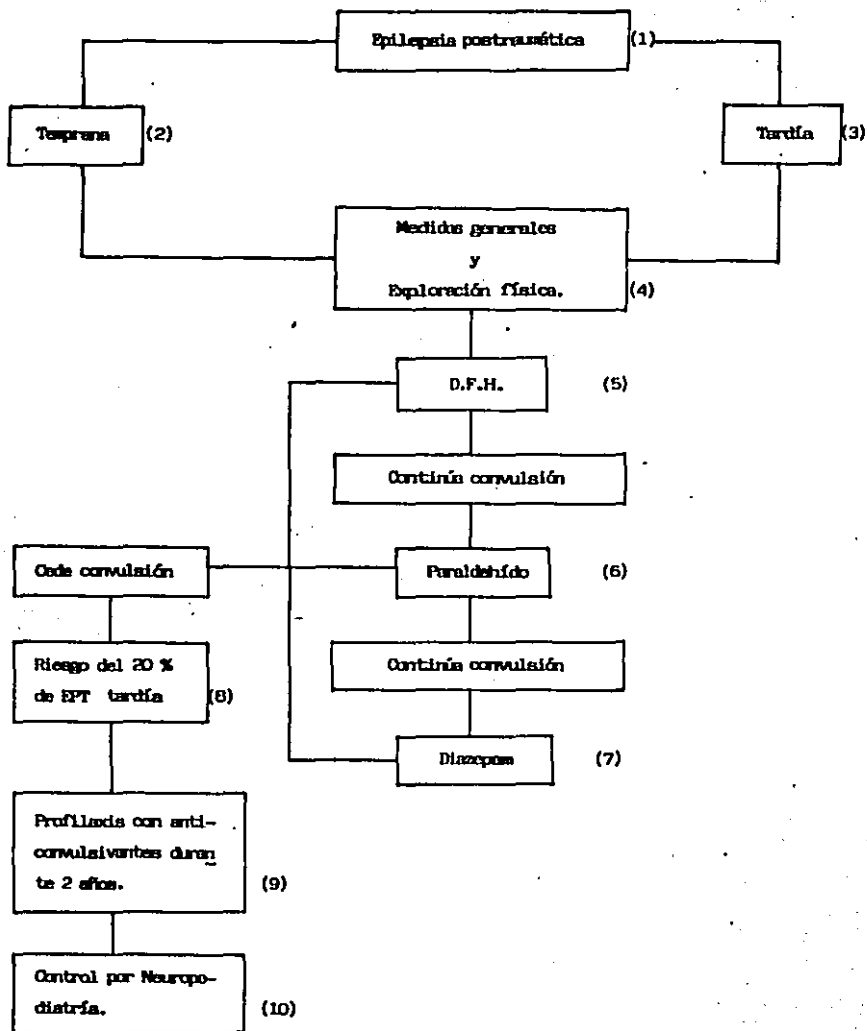 Epilepsia postraumática (1)
Temprana (2)
Tardía (3)
Medidas generales
y
Exploración física. (4)
D.F.H. (5)
Continúa convulsión
Cede convulsión
Paraldehído (6)
Riesgo del 20 %
de EPT tardía (8)
Continúa convulsión
Diazepam (7)
Profilaxis con anti-
convulsivantes duran
te 2 años. (9)
Control por Neurope-
diatría. (10)